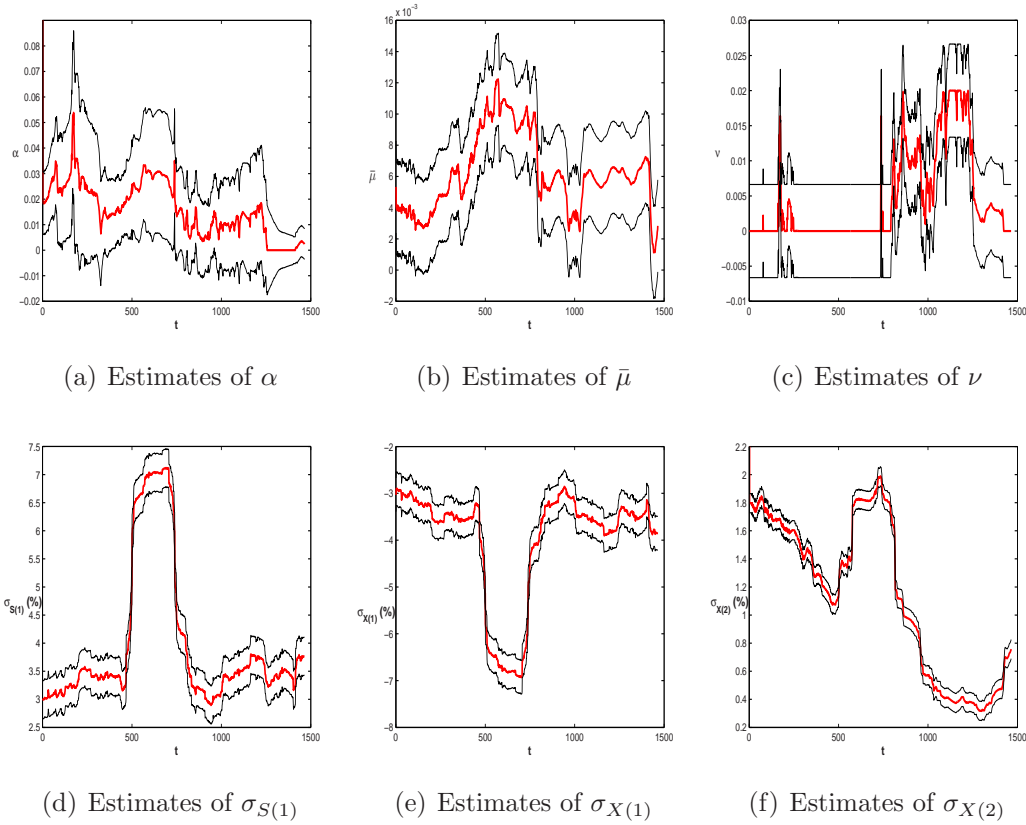 0.09
0.08
0.07
0.06
0.05
0.04
0.03
0.02
0.01
0
−0.01
−0.02
α
0 500 1000 1500
t
x 10⁻³
16
14
12
10
8
6
4
2
0
−2
μ̄
0 500 1000 1500
t
0.03
0.025
0.02
0.015
0.01
0.005
0
−0.005
−0.01
ν
0 500 1000 1500
t
(a) Estimates of α
(b) Estimates of μ̄
(c) Estimates of ν
7.5
7
6.5
6
5.5
5
4.5
4
3.5
3
2.5
σS(1) (%)
0 500 1000 1500
t
−2
−3
−4
−5
−6
−7
−8
σX(1) (%)
0 500 1000 1500
t
2.2
2
1.8
1.6
1.4
1.2
1
0.8
0.6
0.4
0.2
σX(2) (%)
0 500 1000 1500
t
(d) Estimates of σS(1)
(e) Estimates of σX(1)
(f) Estimates of σX(2)